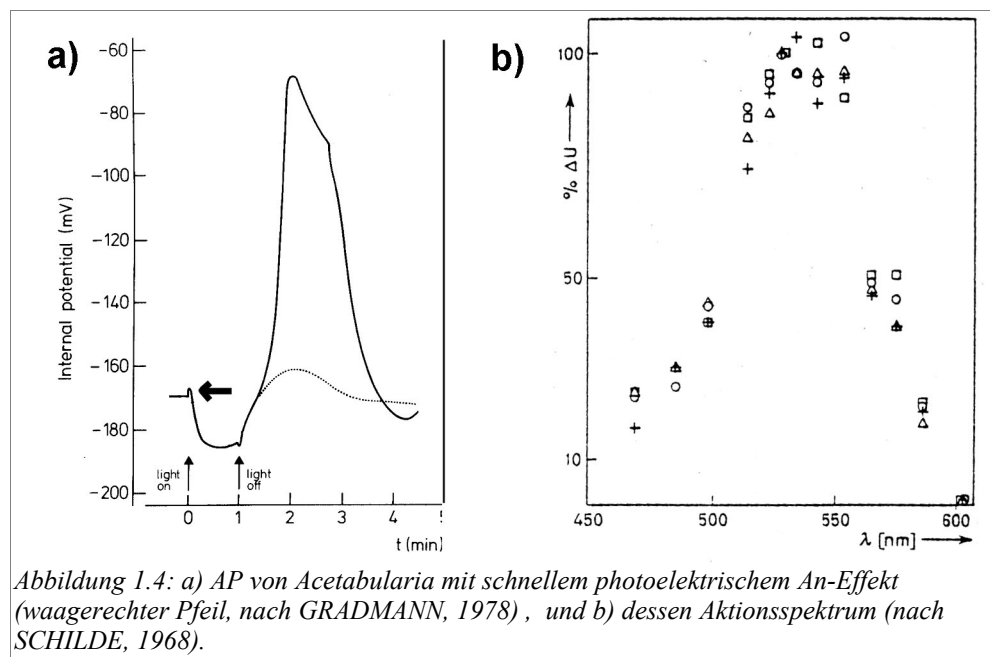 a)
−60
−80
−100
−120
−140
−160
−180
−200
Internal potential (mV)
light on
light off
0 1 2 3 4
t (min)
b)
100
50
10
% ΔU
450 500 550 600
λ [nm]
Abbildung 1.4: a) AP von Acetabularia mit schnellem photoelektrischem An-Effekt
(waagerechter Pfeil, nach GRADMANN, 1978) , und b) dessen Aktionsspektrum (nach
SCHILDE, 1968).